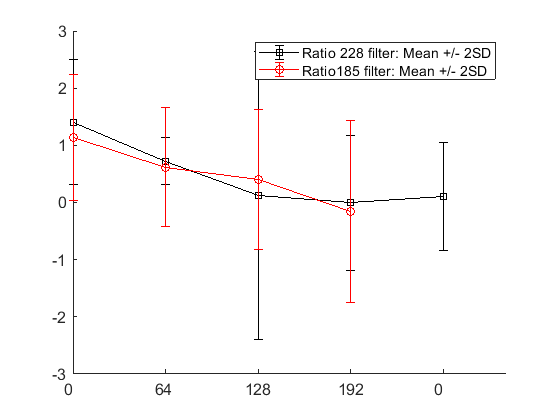 3
2
1
0
-1
-2
-3
0 64 128 192 0
Ratio 228 filter: Mean +/- 2SD
Ratio185 filter: Mean +/- 2SD